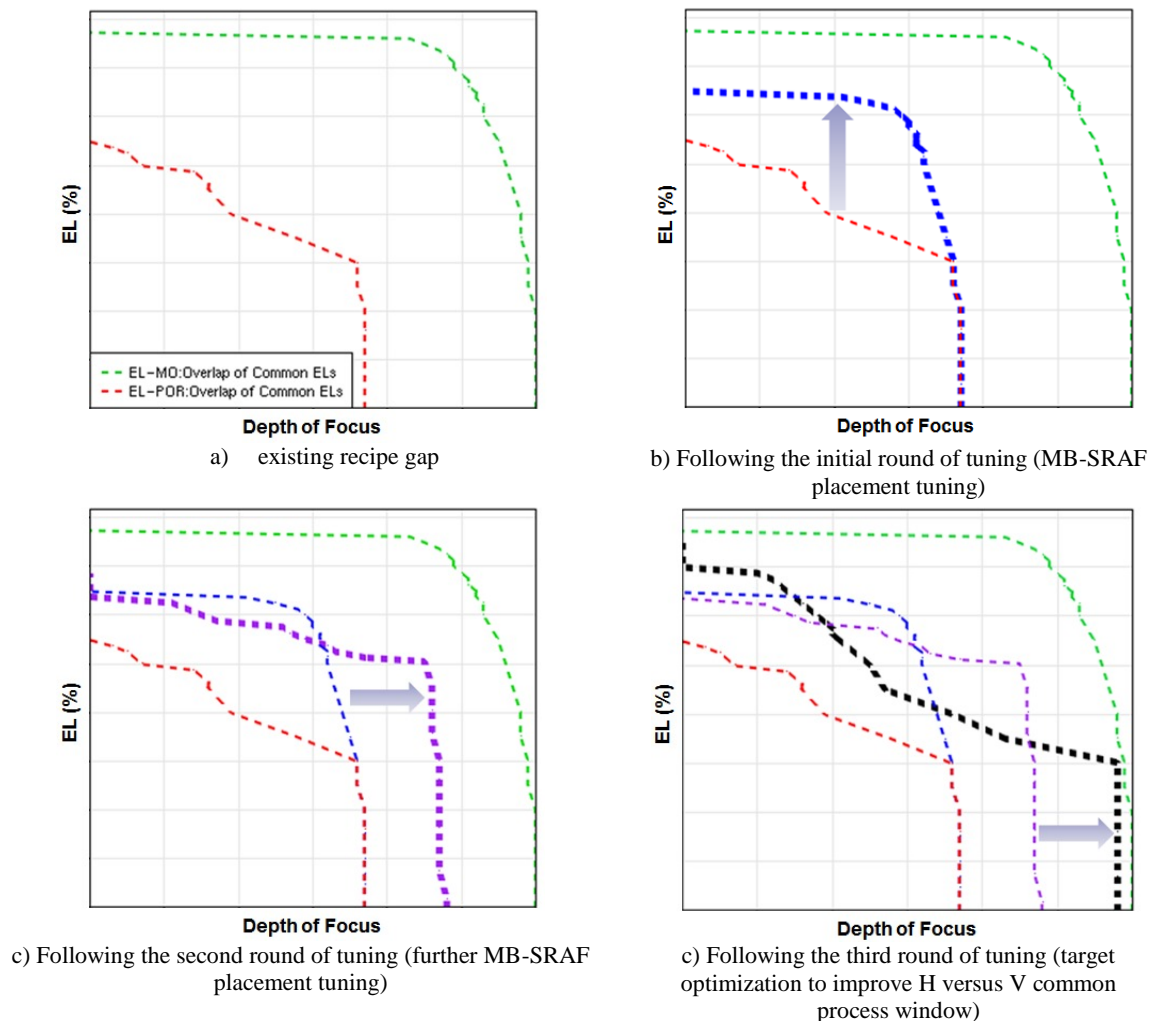 EL (%)
EL-MO:Overlap of Common ELs
EL-POR:Overlap of Common ELs
Depth of Focus
a) existing recipe gap
EL (%)
Depth of Focus
b) Following the initial round of tuning (MB-SRAF
placement tuning)
EL (%)
Depth of Focus
c) Following the second round of tuning (further MB-SRAF
placement tuning)
EL (%)
Depth of Focus
c) Following the third round of tuning (target
optimization to improve H versus V common
process window)